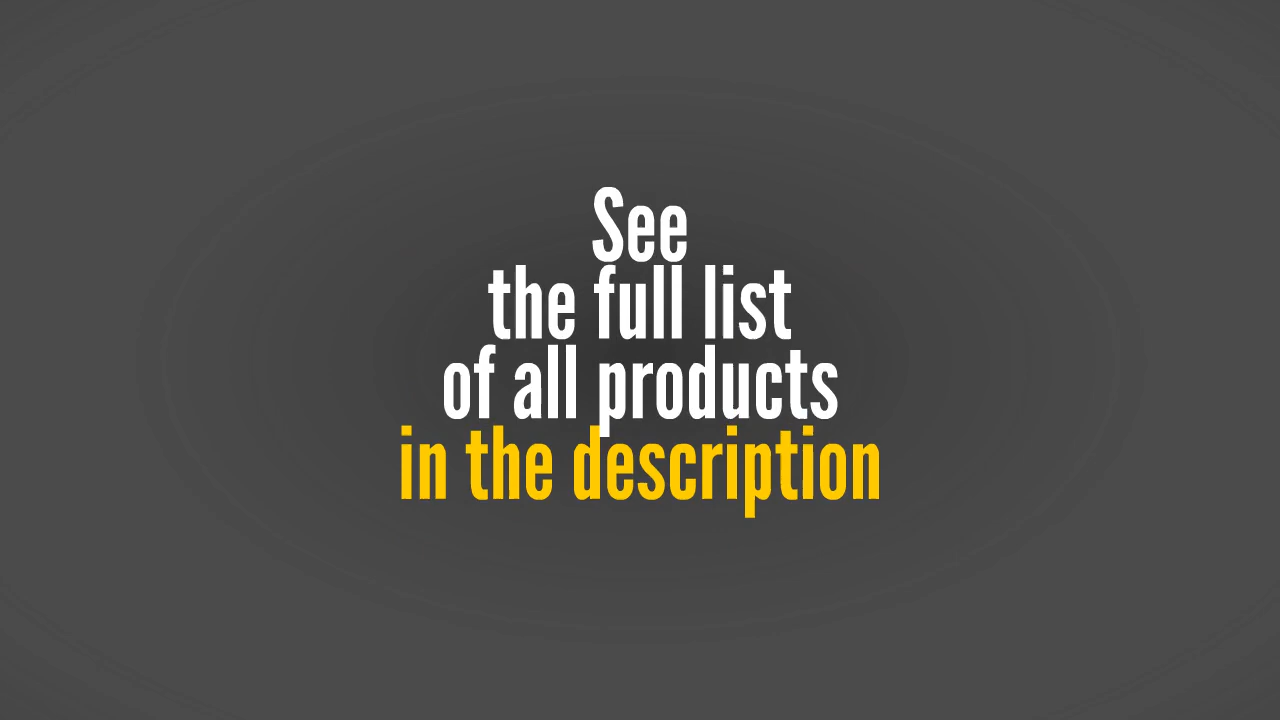 See
the full list
of all products
in the description